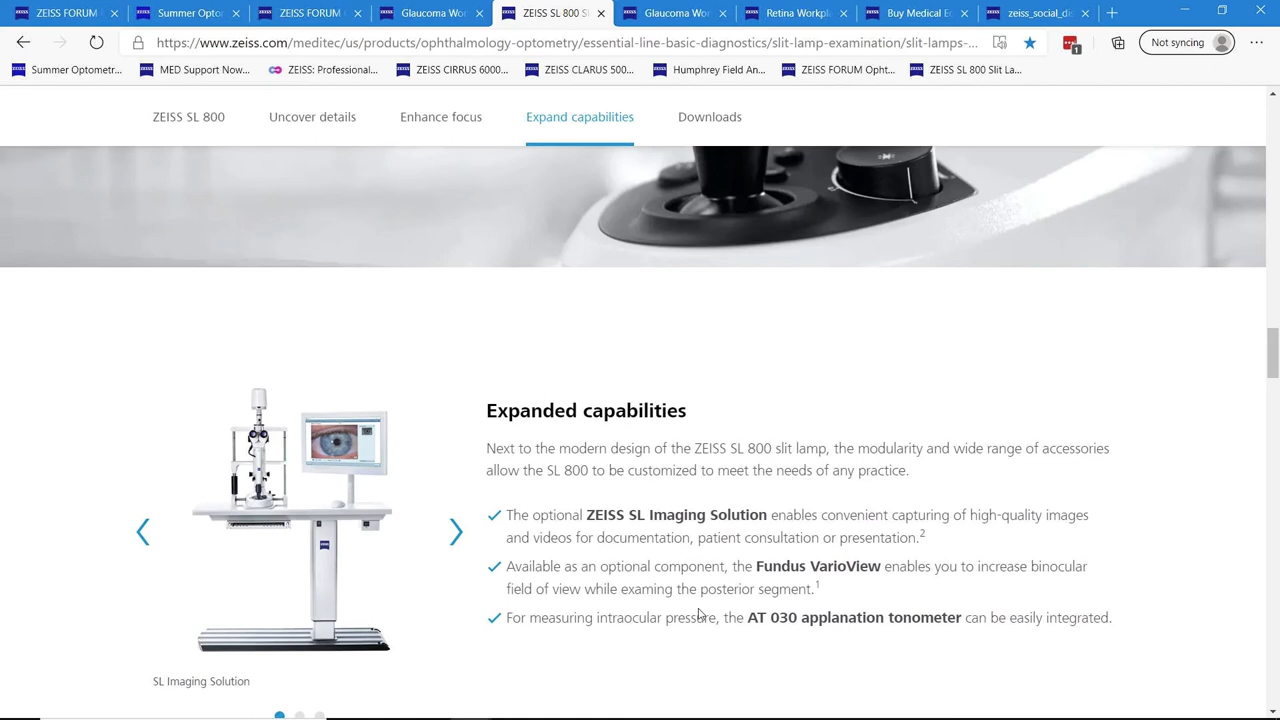 ZEISS FORUM
Summer Opto
ZEISS FORUM
Glaucoma Wo
ZEISS SL 800 S
Glaucoma Wo
Retina Workpl
Buy Medical E
zeiss_social_di
https://www.zeiss.com/meditec/us/products/ophthalmology-optometry/essential-line-basic-diagnostics/slit-lamp-examination/slit-lamps-...
1
Not syncing
Summer Optometr...
MED Support Now...
ZEISS: Professional...
ZEISS CIRRUS 6000...
ZEISS CLARUS 500...
Humphrey Field An...
ZEISS FORUM Opht...
ZEISS SL 800 Slit La...
ZEISS SL 800
Uncover details
Enhance focus
Expand capabilities
Downloads
Expanded capabilities
Next to the modern design of the ZEISS SL 800 slit lamp, the modularity and wide range of accessories
allow the SL 800 to be customized to meet the needs of any practice.
The optional ZEISS SL Imaging Solution enables convenient capturing of high-quality images
and videos for documentation, patient consultation or presentation.2
Available as an optional component, the Fundus VarioView enables you to increase binocular
field of view while examing the posterior segment.1
For measuring intraocular pressure, the AT 030 applanation tonometer can be easily integrated.
SL Imaging Solution